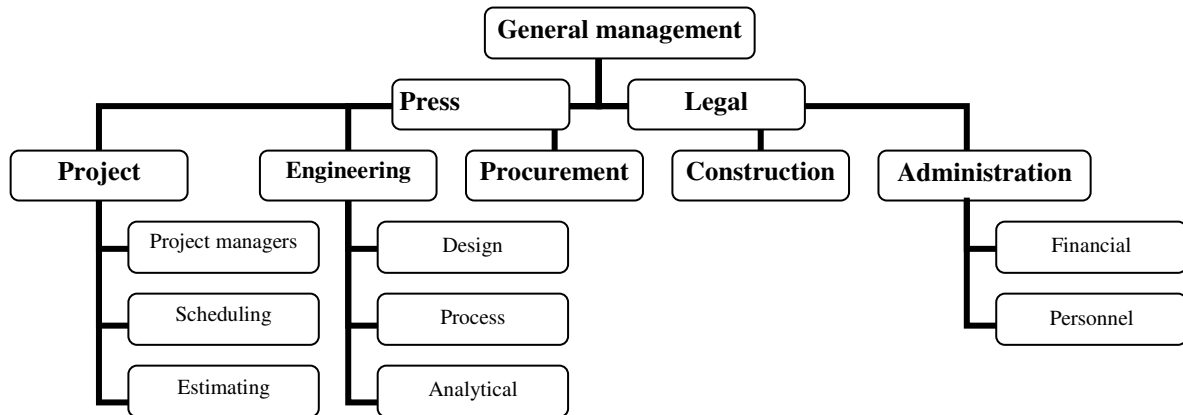 General management
Press
Legal
Project
Engineering
Procurement
Construction
Administration
Project managers
Design
Financial
Scheduling
Process
Personnel
Estimating
Analytical